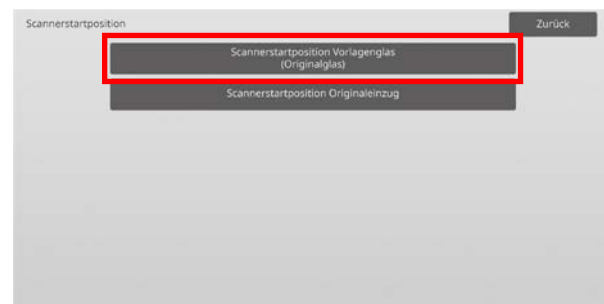 Scannerstartposition
Zurück
Scannerstartposition Vorlagenglas
(Originalglas)
Scannerstartposition Originaleinzug